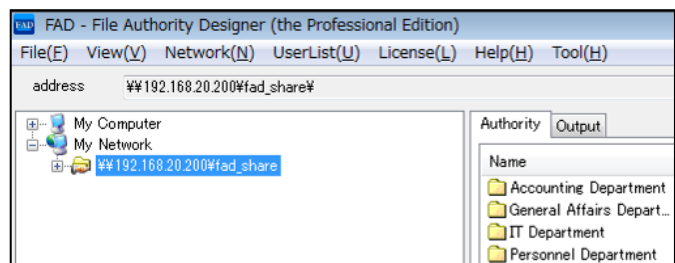 FAD FAD - File Authority Designer (the Professional Edition)
File(F) View(V) Network(N) UserList(U) License(L) Help(H) Tool(H)
address ¥¥192.168.20.200¥fad_share¥
My Computer
My Network
¥¥192.168.20.200¥fad_share
Authority Output
Name
Accounting Department
General Affairs Depart...
IT Department
Personnel Department